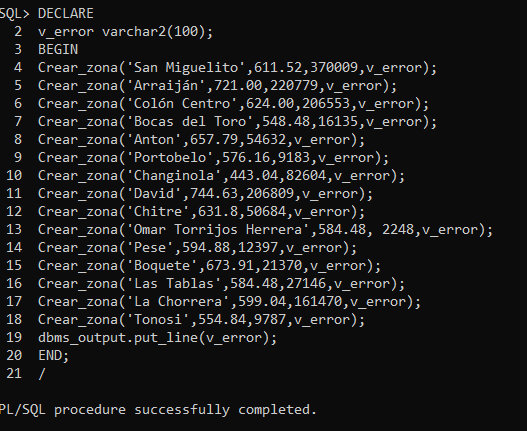 SQL> DECLARE
2 v_error varchar2(100);
3 BEGIN
4 Crear_zona('San Miguelito',611.52,370009,v_error);
5 Crear_zona('Arraiján',721.00,220779,v_error);
6 Crear_zona('Colón Centro',624.00,206553,v_error);
7 Crear_zona('Bocas del Toro',548.48,16135,v_error);
8 Crear_zona('Anton',657.79,54632,v_error);
9 Crear_zona('Portobelo',576.16,9183,v_error);
10 Crear_zona('Changinola',443.04,82604,v_error);
11 Crear_zona('David',744.63,206809,v_error);
12 Crear_zona('Chitre',631.8,50684,v_error);
13 Crear_zona('Omar Torrijos Herrera',584.48, 2248,v_error);
14 Crear_zona('Pese',594.88,12397,v_error);
15 Crear_zona('Boquete',673.91,21370,v_error);
16 Crear_zona('Las Tablas',584.48,27146,v_error);
17 Crear_zona('La Chorrera',599.04,161470,v_error);
18 Crear_zona('Tonosi',554.84,9787,v_error);
19 dbms_output.put_line(v_error);
20 END;
21 /
PL/SQL procedure successfully completed.